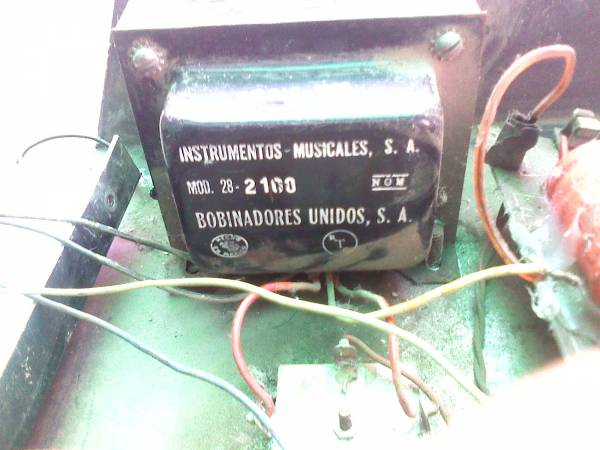 INSTRUMENTOS-MUSICALES, S. A.
MOD. 28-2100 NOM
BOBINADORES UNIDOS, S. A.